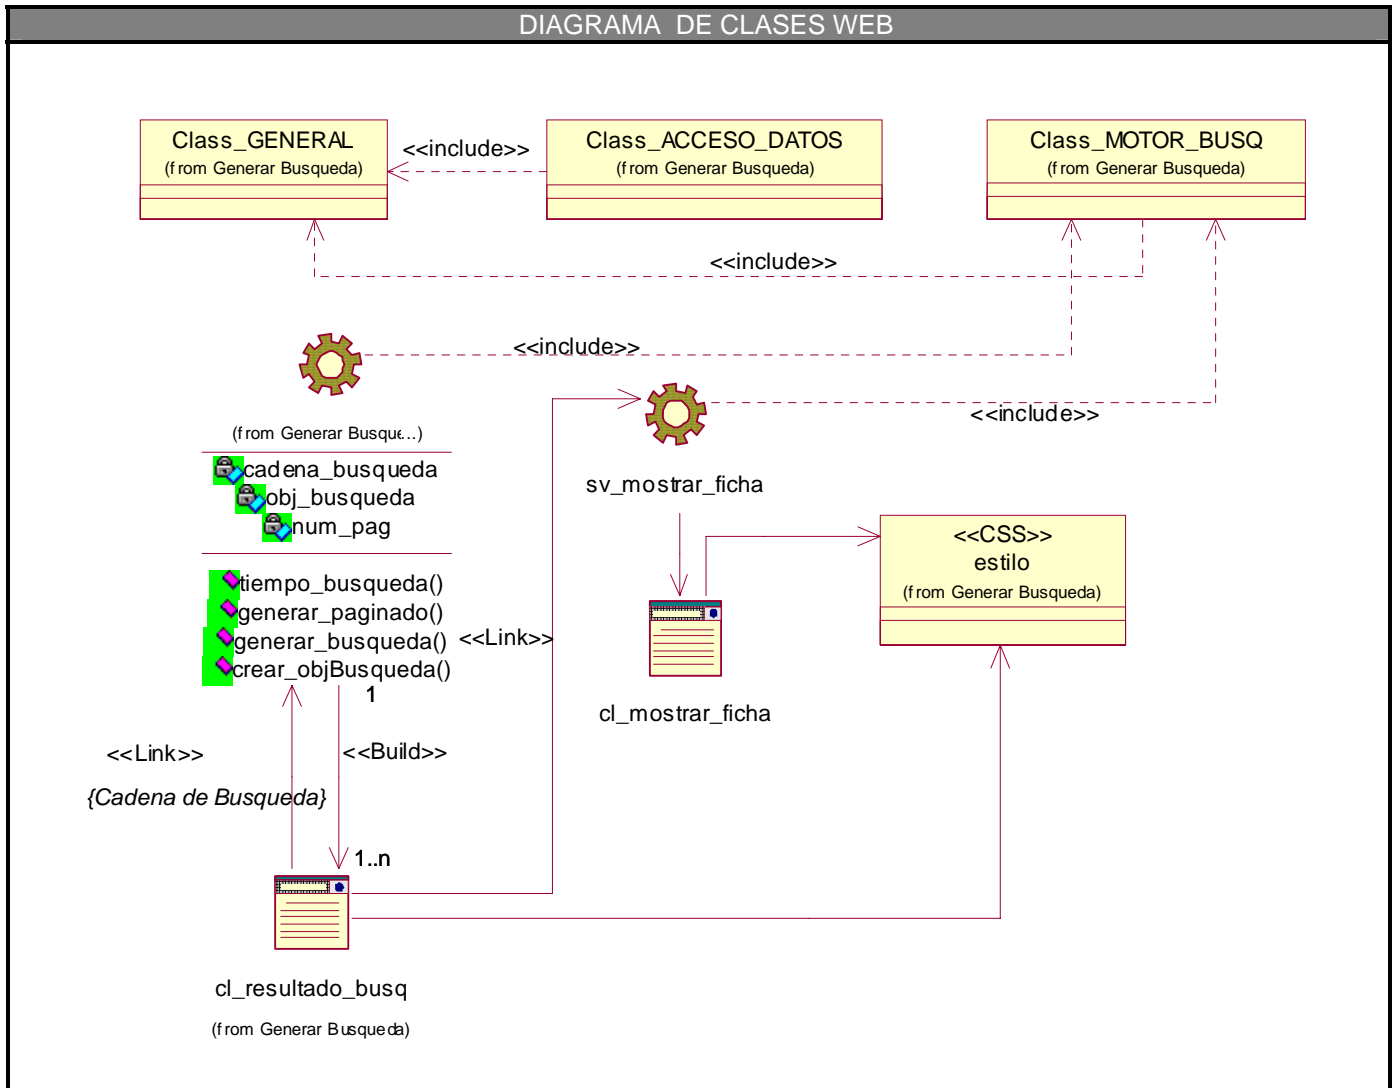 DIAGRAMA DE CLASES WEB
Class_GENERAL
(from Generar Busqueda)
<<include>>
Class_ACCESO_DATOS
(from Generar Busqueda)
Class_MOTOR_BUSQ
(from Generar Busqueda)
<<include>>
<<include>>
<<include>>
(from Generar Busque...)
cadena_busqueda
obj_busqueda
num_pag
tiempo_busqueda()
generar_paginado()
generar_busqueda()
crear_objBusqueda()
<<Link>>
sv_mostrar_ficha
<<CSS>>
estilo
(from Generar Busqueda)
cl_mostrar_ficha
1
<<Link>>
<<Build>>
{Cadena de Busqueda}
1..n
cl_resultado_busq
(from Generar Busqueda)